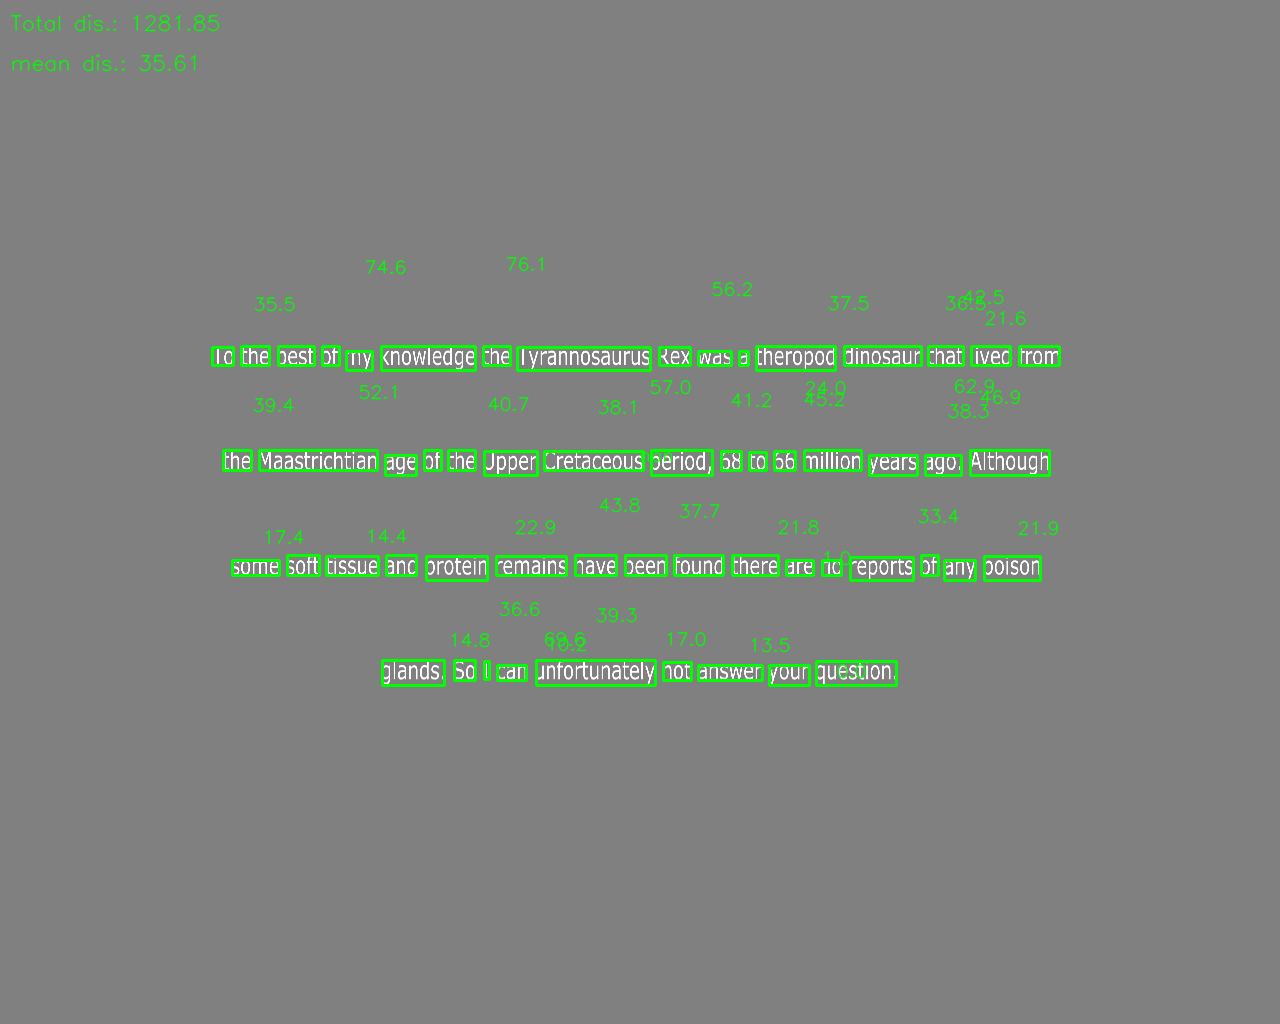 Total dis.: 1281.85
mean dis.: 35.61
74.6 76.1
56.2
35.5 37.5 36.5 42.5
21.6
To the best of my knowledge the Tyrannosaurus Rex was a theropod dinosaur that lived from
52.1 57.0 24.0 62.9
39.4 40.7 38.1 41.2 45.2 38.3 46.9
the Maastrichtian age of the Upper Cretaceous period, 68 to 66 million years ago. Although
43.8 37.7 33.4
17.4 14.4 22.9 21.8 21.9
some soft tissue and protein remains have been found there are no reports of any poison
36.6 39.3
14.8 69.6 10.2 17.0 13.5
glands. So I can unfortunately not answer your question.